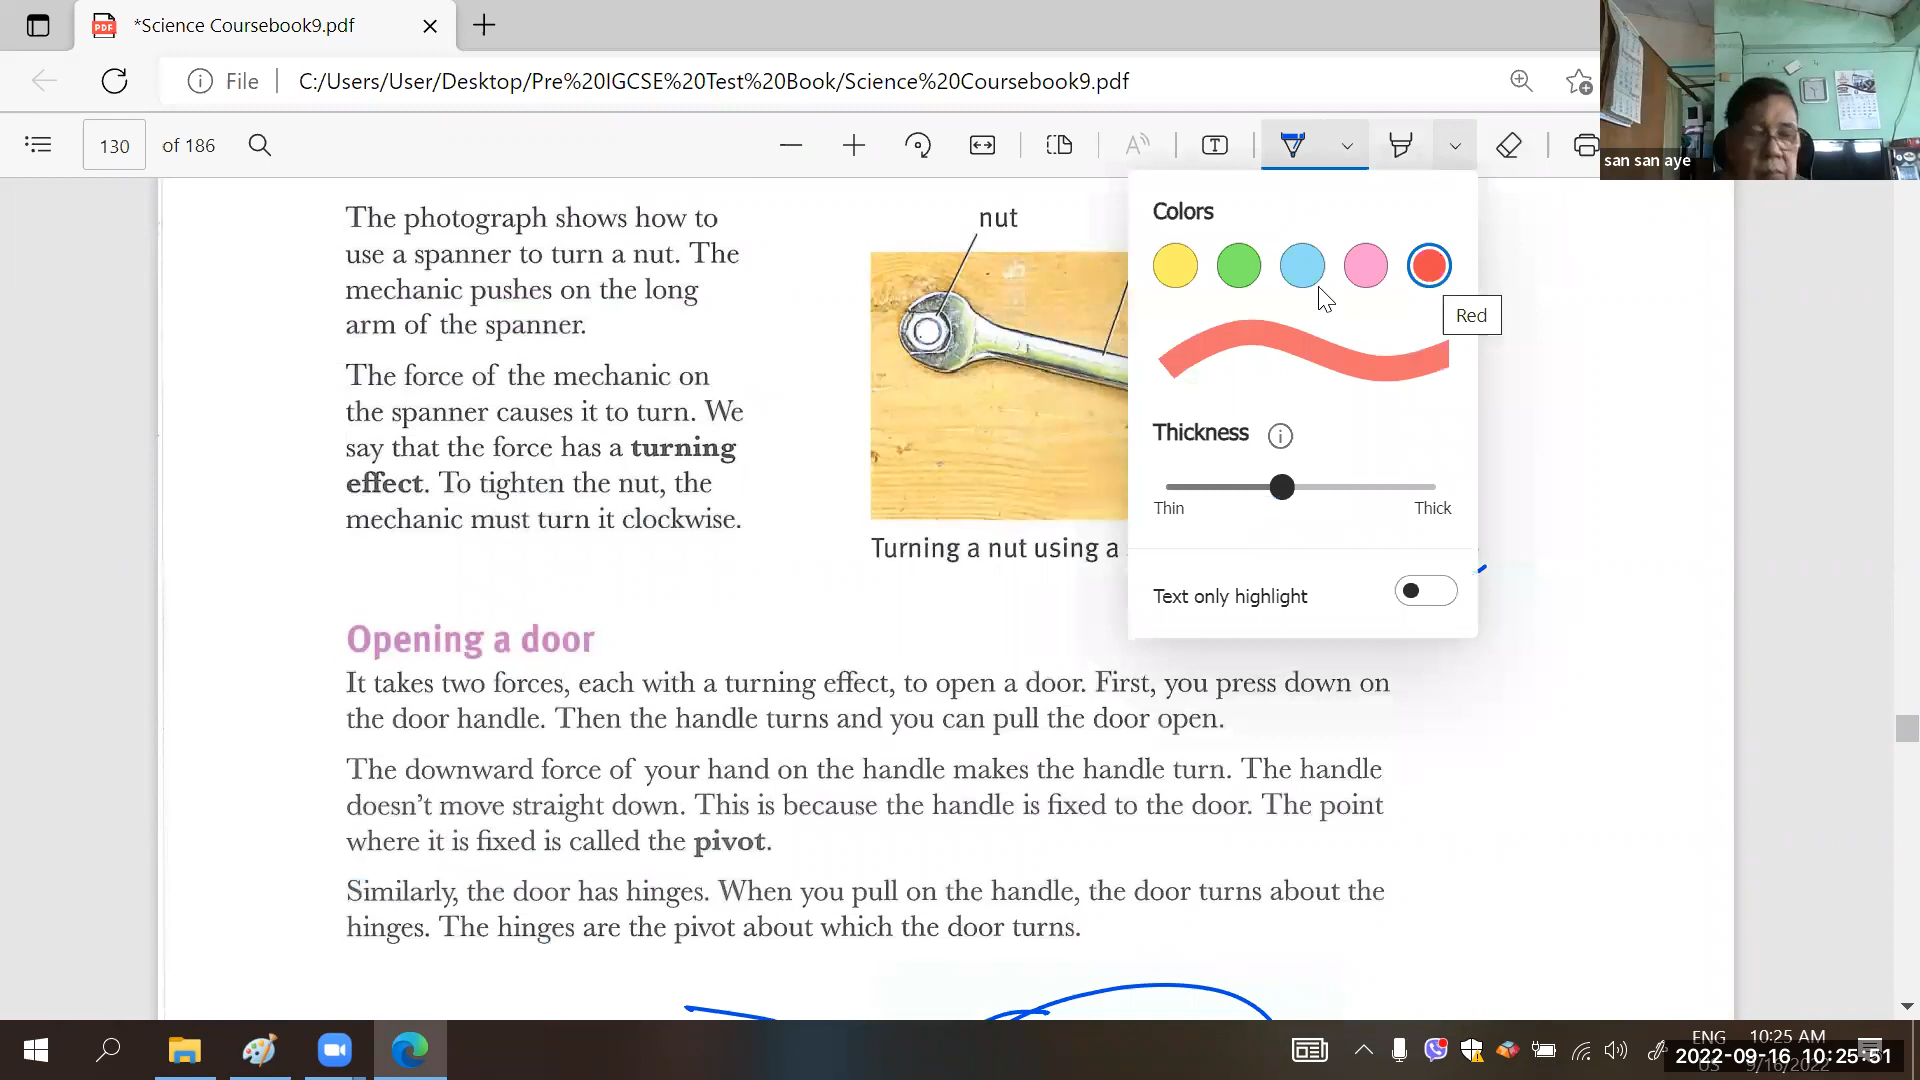 *Science Coursebook9.pdf
File
C:/Users/User/Desktop/Pre%20IGCSE%20Test%20Book/Science%20Coursebook9.pdf
130
of 186
san san aye
The photograph shows how to
use a spanner to turn a nut. The
mechanic pushes on the long
arm of the spanner.
The force of the mechanic on
the spanner causes it to turn. We
say that the force has a turning
effect. To tighten the nut, the
mechanic must turn it clockwise.
nut
Turning a nut using a
Colors
Red
Thickness
Thin
Thick
Text only highlight
Opening a door
It takes two forces, each with a turning effect, to open a door. First, you press down on
the door handle. Then the handle turns and you can pull the door open.
The downward force of your hand on the handle makes the handle turn. The handle
doesn't move straight down. This is because the handle is fixed to the door. The point
where it is fixed is called the pivot.
Similarly, the door has hinges. When you pull on the handle, the door turns about the
hinges. The hinges are the pivot about which the door turns.
ENG
US
10:25 AM
9/16/2022
2022-09-16 10:25:51